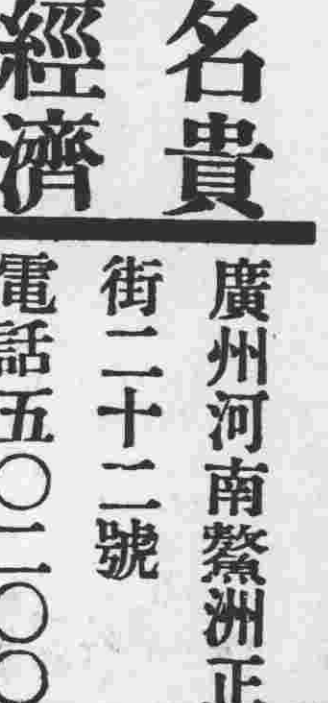 名貴
經濟
廣州河南鰲洲正
街二十二號
電話五〇二〇〇